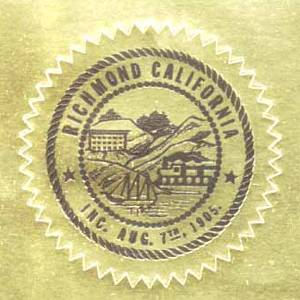 RICHMOND CALIFORNIA
INC. AUG. 7TH, 1905.